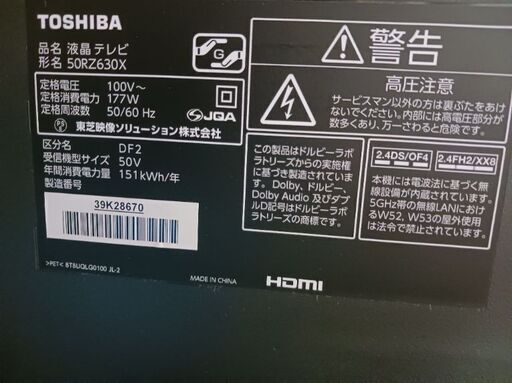 TOSHIBA
品名 液晶テレビ
形名 50RZ630X
G
定格電圧 100V～
定格消費電力 177W
定格周波数 50/60 Hz
JQA
東芝映像ソリューション株式会社
区分名 DF2
受信機型サイズ 50V
年間消費電力量 151kWh/年
製造番号
39K28670
>PET< 6T5UQLG0100 JL-2
MADE IN CHINA
HDMI
警告
高圧注意
サービスマン以外の方は裏ぶたをあけ
ないでください。内部には高電圧部分が
数多くあり、万一さわると危険です。
この製品はドルビーラボ
ラトリーズからの実施権
に基づき製造されていま
す。Dolby、ドルビー、
Dolby Audio 及びダブ
ルD記号はドルビーラボ
ラトリーズの商標です。
2.4DS/OF4
2.4FH2/XX8
本機には電波法に基づく無
線設備が内蔵されています。
5GHz帯の無線LANにおけ
るW52、W53の屋外使用
は法令で禁止されています。